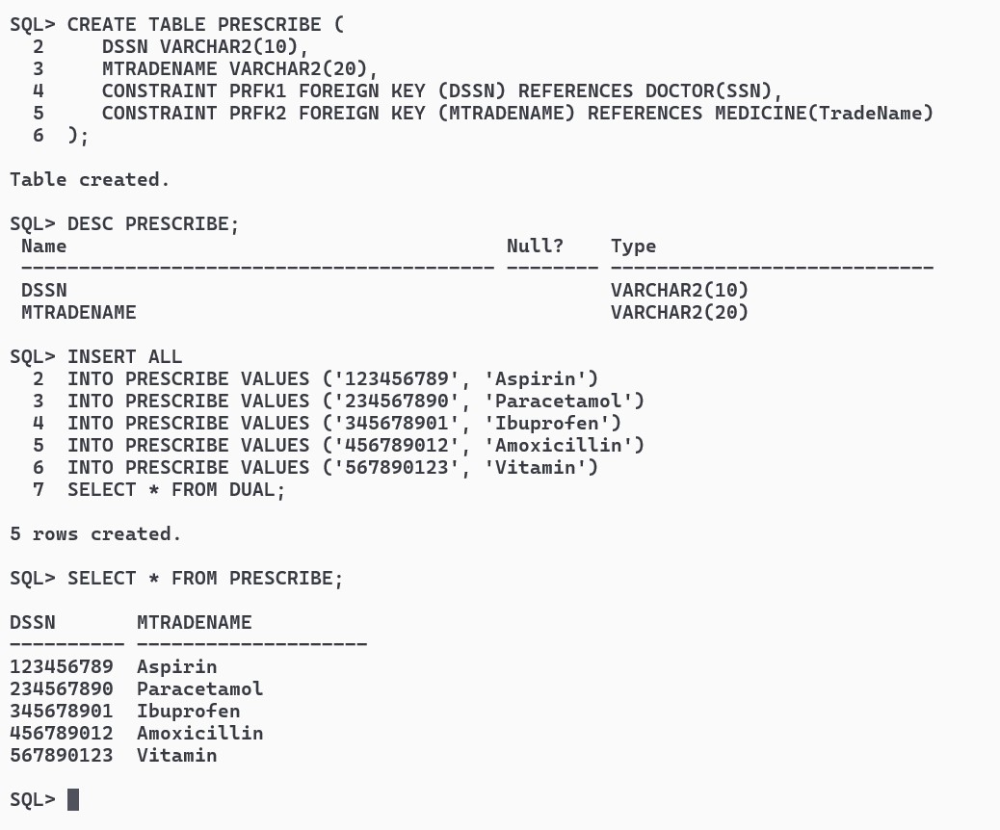 SQL> CREATE TABLE PRESCRIBE (
  2     DSSN VARCHAR2(10),
  3     MTRADENAME VARCHAR2(20),
  4     CONSTRAINT PRFK1 FOREIGN KEY (DSSN) REFERENCES DOCTOR(SSN),
  5     CONSTRAINT PRFK2 FOREIGN KEY (MTRADENAME) REFERENCES MEDICINE(TradeName)
  6  );
Table created.
SQL> DESC PRESCRIBE;
 Name                                      Null?    Type
 ----------------------------------------- -------- ----------------------------
 DSSN                                               VARCHAR2(10)
 MTRADENAME                                         VARCHAR2(20)
SQL> INSERT ALL
  2  INTO PRESCRIBE VALUES ('123456789', 'Aspirin')
  3  INTO PRESCRIBE VALUES ('234567890', 'Paracetamol')
  4  INTO PRESCRIBE VALUES ('345678901', 'Ibuprofen')
  5  INTO PRESCRIBE VALUES ('456789012', 'Amoxicillin')
  6  INTO PRESCRIBE VALUES ('567890123', 'Vitamin')
  7  SELECT * FROM DUAL;
5 rows created.
SQL> SELECT * FROM PRESCRIBE;
DSSN       MTRADENAME
---------- --------------------
123456789  Aspirin
234567890  Paracetamol
345678901  Ibuprofen
456789012  Amoxicillin
567890123  Vitamin
SQL>